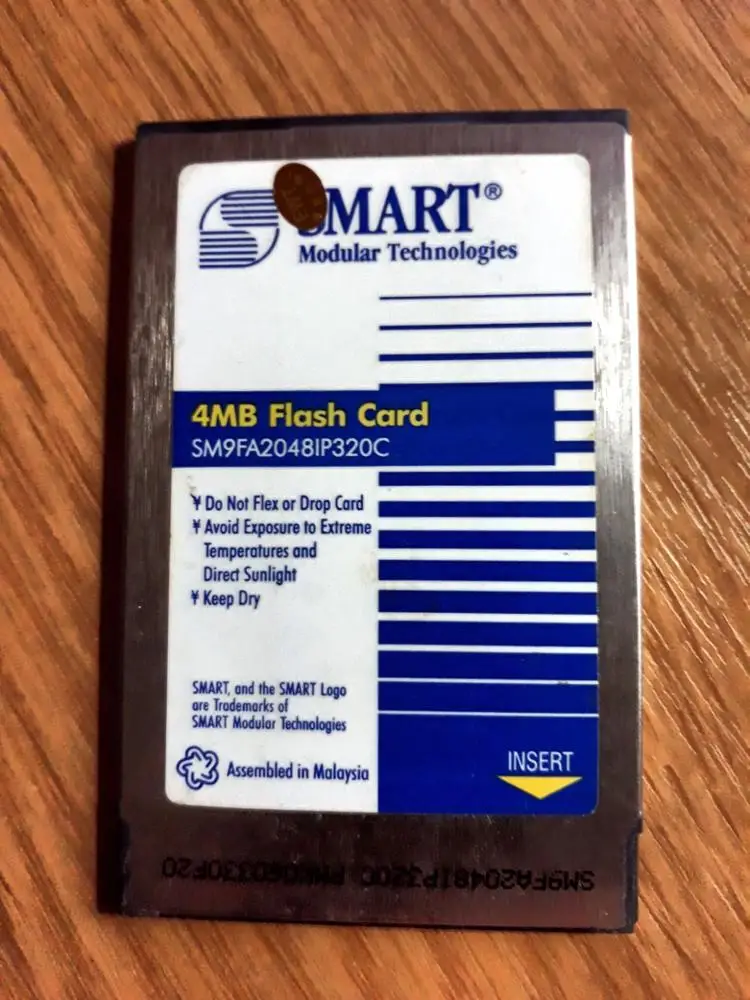 SMART®
Modular Technologies
4MB Flash Card
SM9FA2048IP320C
¥ Do Not Flex or Drop Card
¥ Avoid Exposure to Extreme
Temperatures and
Direct Sunlight
¥ Keep Dry
SMART, and the SMART Logo
are Trademarks of
SMART Modular Technologies
Assembled in Malaysia
INSERT
SM9FA2048IP320C